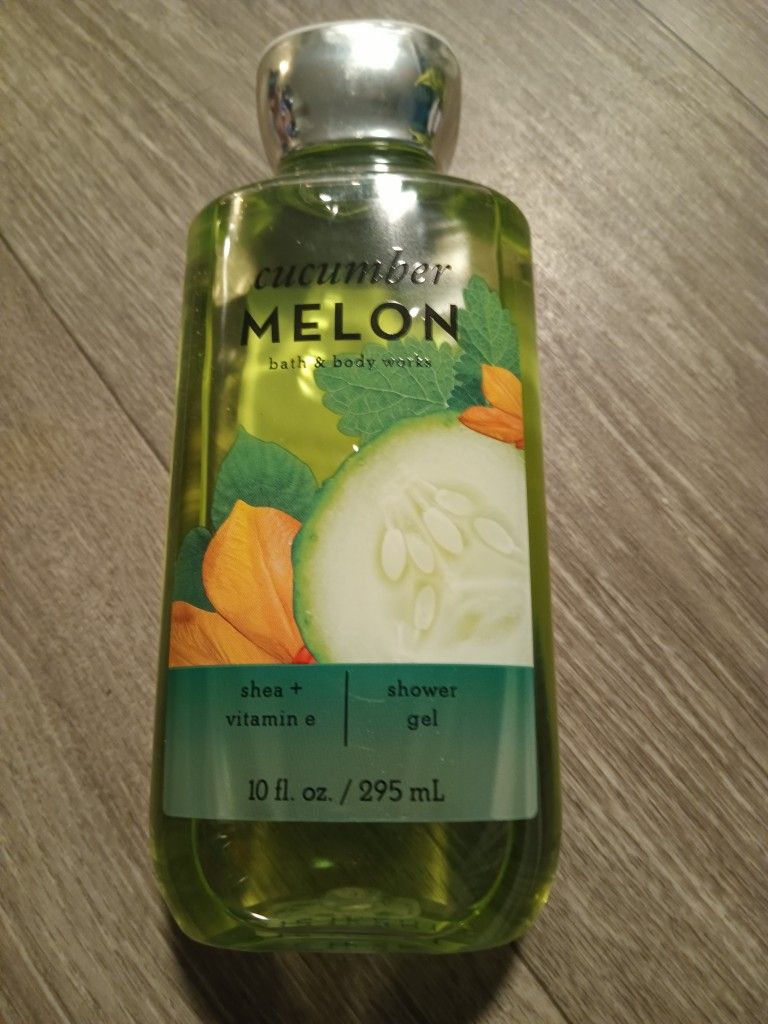 cucumber
MELON
bath & body works
shea +
vitamin e
shower
gel
10 fl. oz. / 295 mL